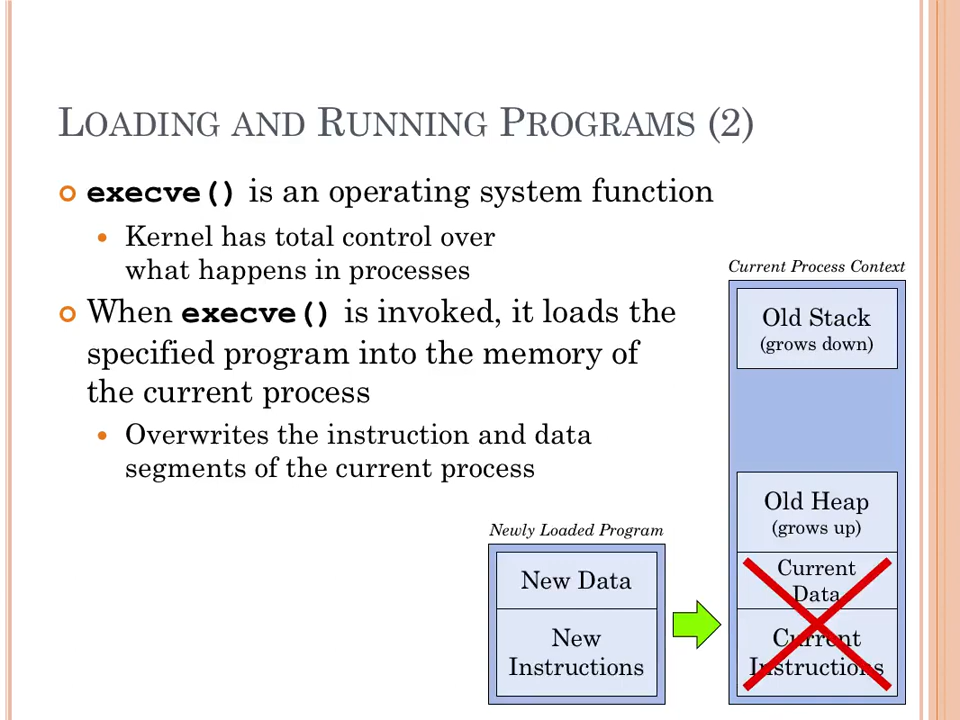 LOADING AND RUNNING PROGRAMS (2)
execve() is an operating system function
Kernel has total control over
what happens in processes
When execve() is invoked, it loads the
specified program into the memory of
the current process
Overwrites the instruction and data
segments of the current process
Newly Loaded Program
New Data
New
Instructions
Current Process Context
Old Stack
(grows down)
Old Heap
(grows up)
Current
Data
Current
Instructions